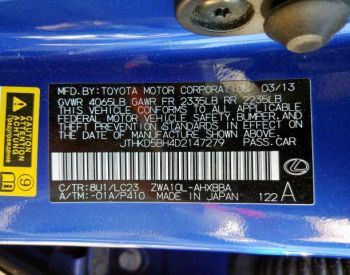 MFD.BY:TOYOTA MOTOR CORPORATION 03/13
GVWR 4065LB GAWR FR 2335LB RR 2235LB
THIS VEHICLE CONFORMS TO ALL APPLICABLE
FEDERAL MOTOR VEHICLE SAFETY, BUMPER,
AND THEFT PREVENTION STANDARDS IN EFFECT
ON THE DATE OF MANUFACTURE SHOWN ABOVE.
JTHKD5BH4D2147279 PASS.CAR
C/TR:8U1/LC23 ZWA10L-AHXBBA
A/TM:-01A/P410 MADE IN JAPAN 122 A
9